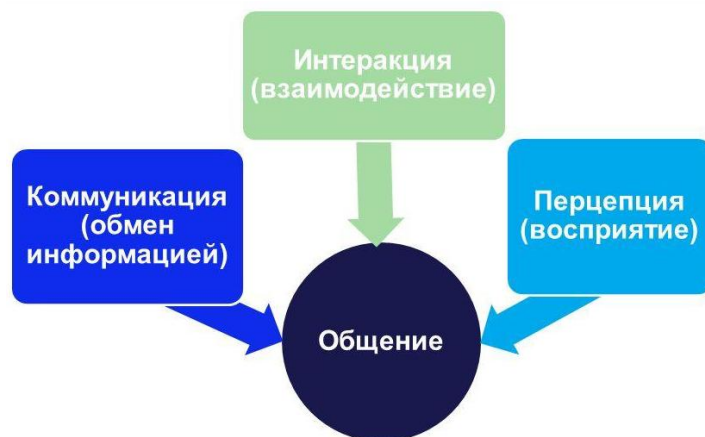 Интеракция
(взаимодействие)
Коммуникация
(обмен
информацией)
Перцепция
(восприятие)
Общение